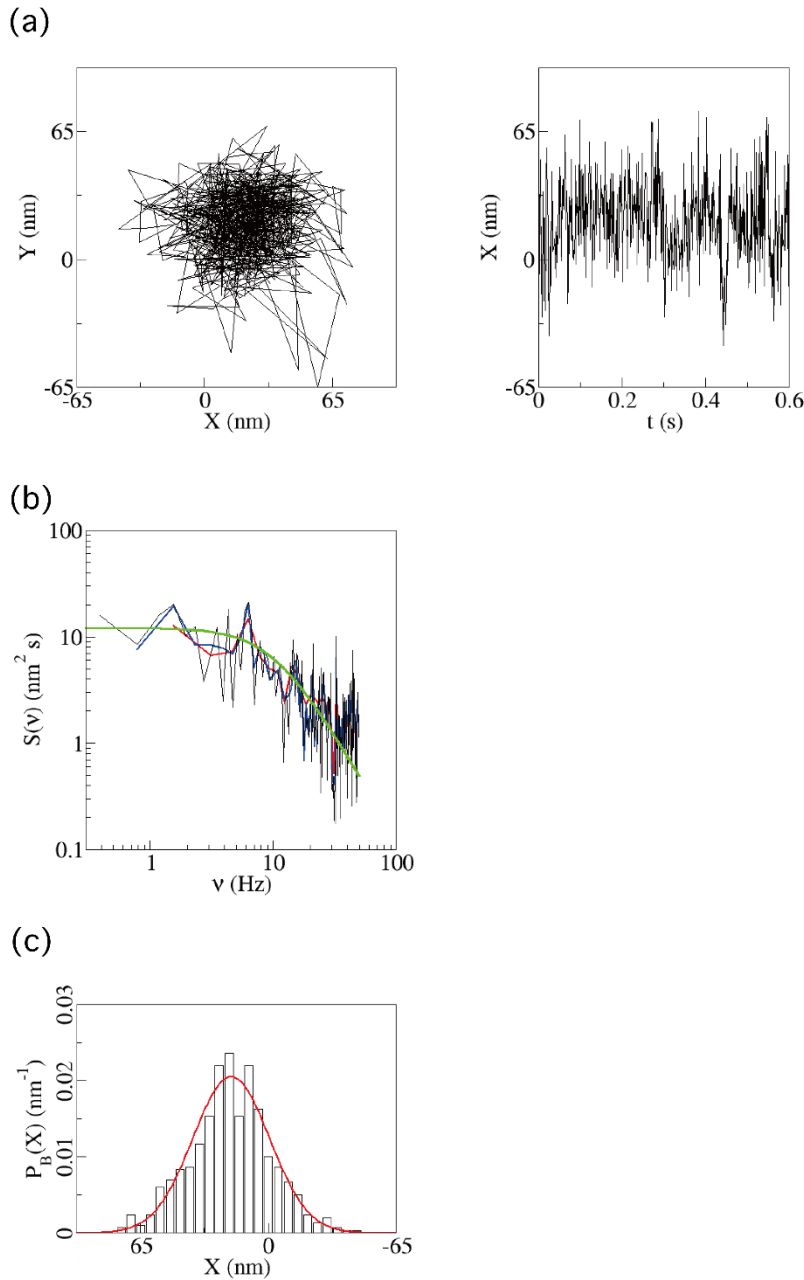 (a)
65
0
-65
Y (nm)
-65
0
65
X (nm)
65
0
-65
X (nm)
0
0.2
0.4
0.6
t (s)
(b)
100
10
1
0.1
S(ν) (nm² s)
1
10
100
ν (Hz)
(c)
0.03
0.02
0.01
0
P_B(X) (nm⁻¹)
65
0
-65
X (nm)